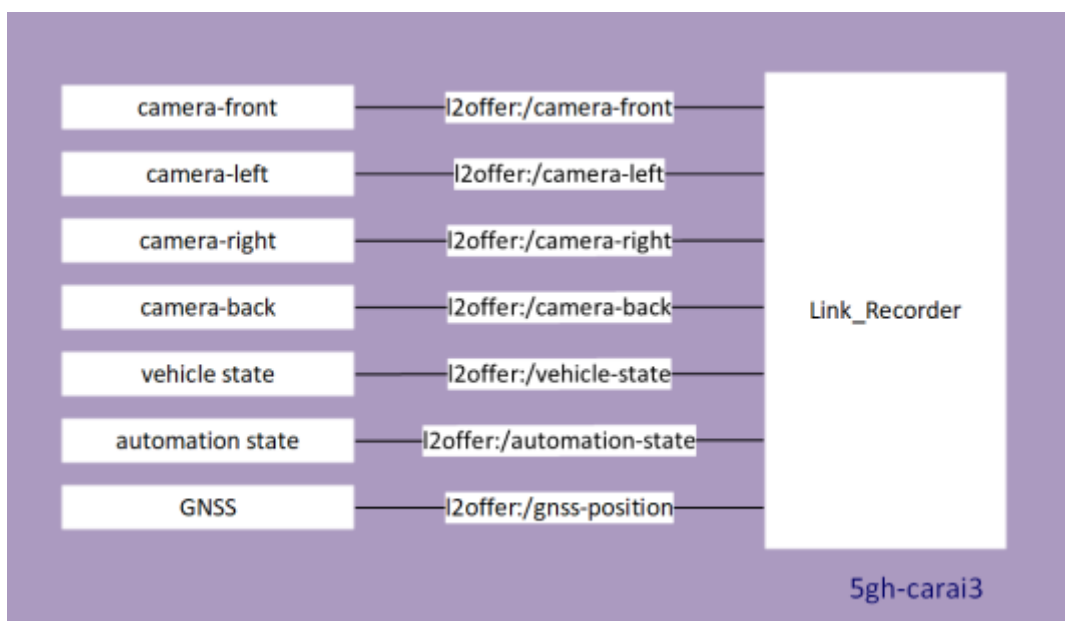 camera-front
l2offer:/camera-front
camera-left
l2offer:/camera-left
camera-right
l2offer:/camera-right
camera-back
l2offer:/camera-back
Link_Recorder
vehicle state
l2offer:/vehicle-state
automation state
l2offer:/automation-state
GNSS
l2offer:/gnss-position
5gh-carai3